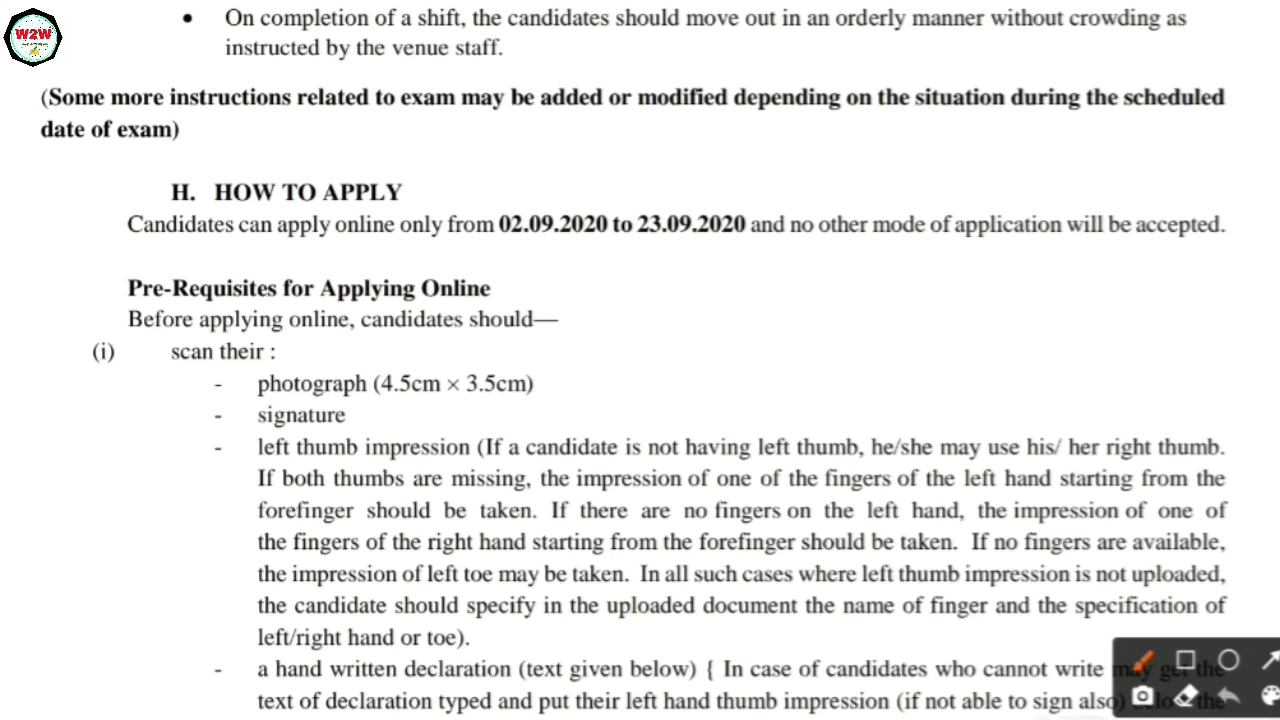 W2W
• On completion of a shift, the candidates should move out in an orderly manner without crowding as
instructed by the venue staff.
(Some more instructions related to exam may be added or modified depending on the situation during the scheduled
date of exam)
H. HOW TO APPLY
Candidates can apply online only from 02.09.2020 to 23.09.2020 and no other mode of application will be accepted.
Pre-Requisites for Applying Online
Before applying online, candidates should—
(i) scan their :
- photograph (4.5cm × 3.5cm)
- signature
- left thumb impression (If a candidate is not having left thumb, he/she may use his/ her right thumb.
If both thumbs are missing, the impression of one of the fingers of the left hand starting from the
forefinger should be taken. If there are no fingers on the left hand, the impression of one of
the fingers of the right hand starting from the forefinger should be taken. If no fingers are available,
the impression of left toe may be taken. In all such cases where left thumb impression is not uploaded,
the candidate should specify in the uploaded document the name of finger and the specification of
left/right hand or toe).
- a hand written declaration (text given below) { In case of candidates who cannot write may get the
text of declaration typed and put their left hand thumb impression (if not able to sign also) below the